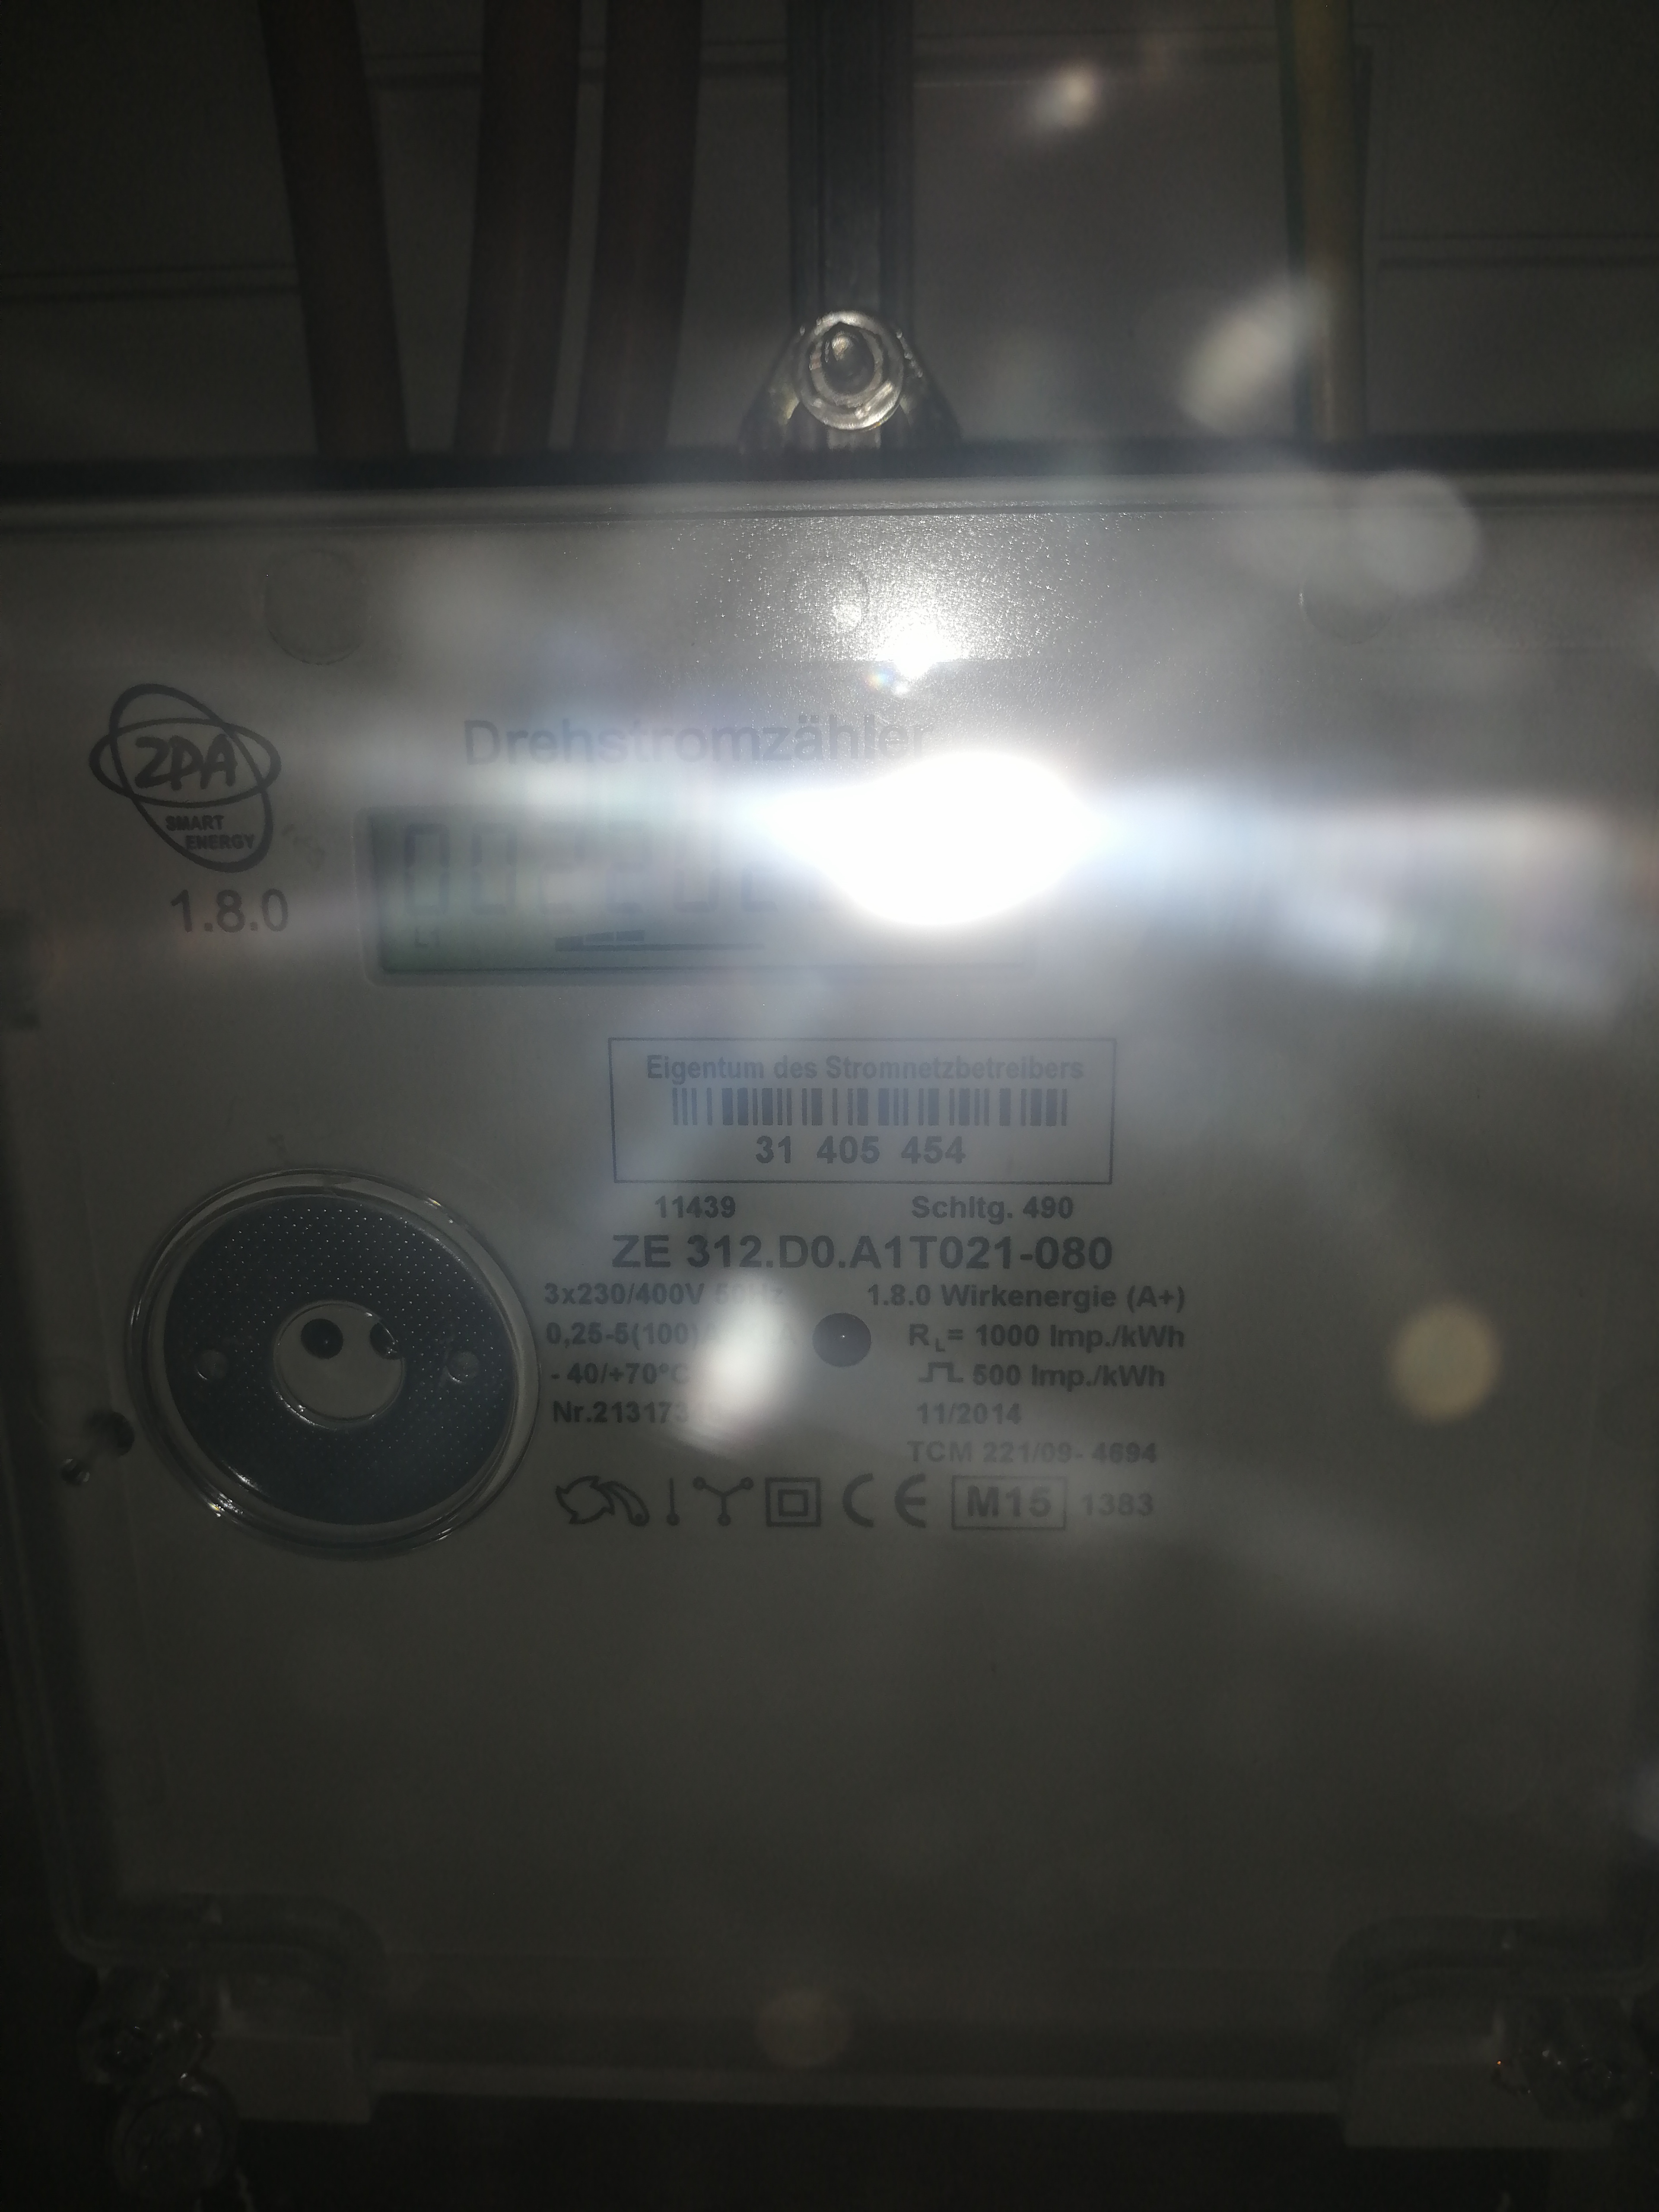 Drehstromzähler
ZPA
SMART
ENERGY
1.8.0
L1
Eigentum des Stromnetzbetreibers
31 405 454
11439 Schltg. 490
ZE 312.D0.A1T021-080
3x230/400V 1.8.0 Wirkenergie (A+)
0,25-5(100) RL= 1000 Imp./kWh
- 40/+70°C 500 Imp./kWh
11/2014
TCM 221/09- 4694
CE M15 1383